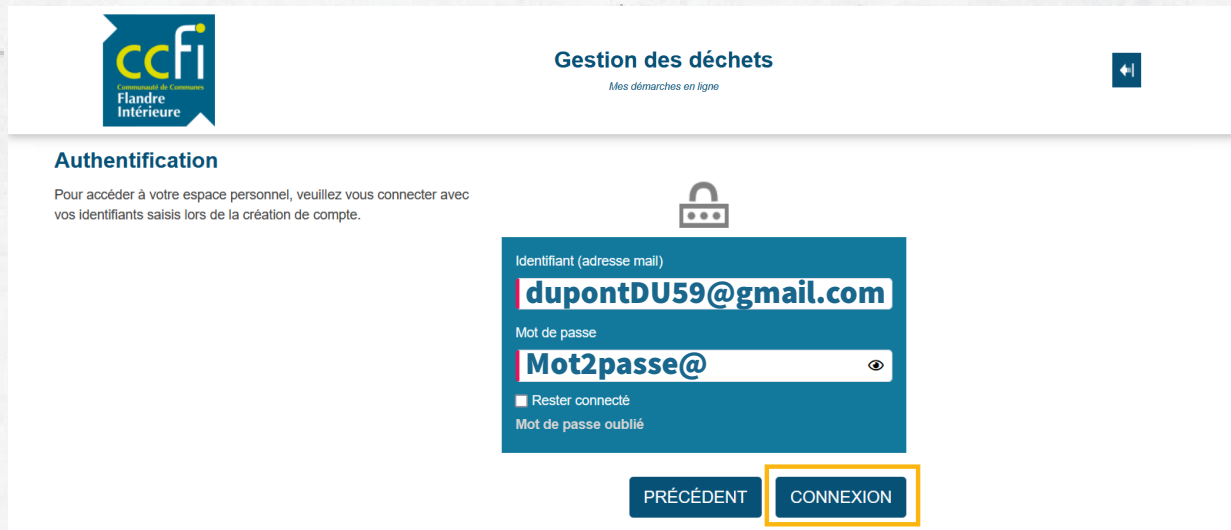 ccfi
Communauté de Communes
Flandre
Intérieure
Gestion des déchets
Mes démarches en ligne
Authentification
Pour accéder à votre espace personnel, veuillez vous connecter avec
vos identifiants saisis lors de la création de compte.
Identifiant (adresse mail)
dupontDU59@gmail.com
Mot de passe
Mot2passe@
Rester connecté
Mot de passe oublié
PRÉCÉDENT CONNEXION